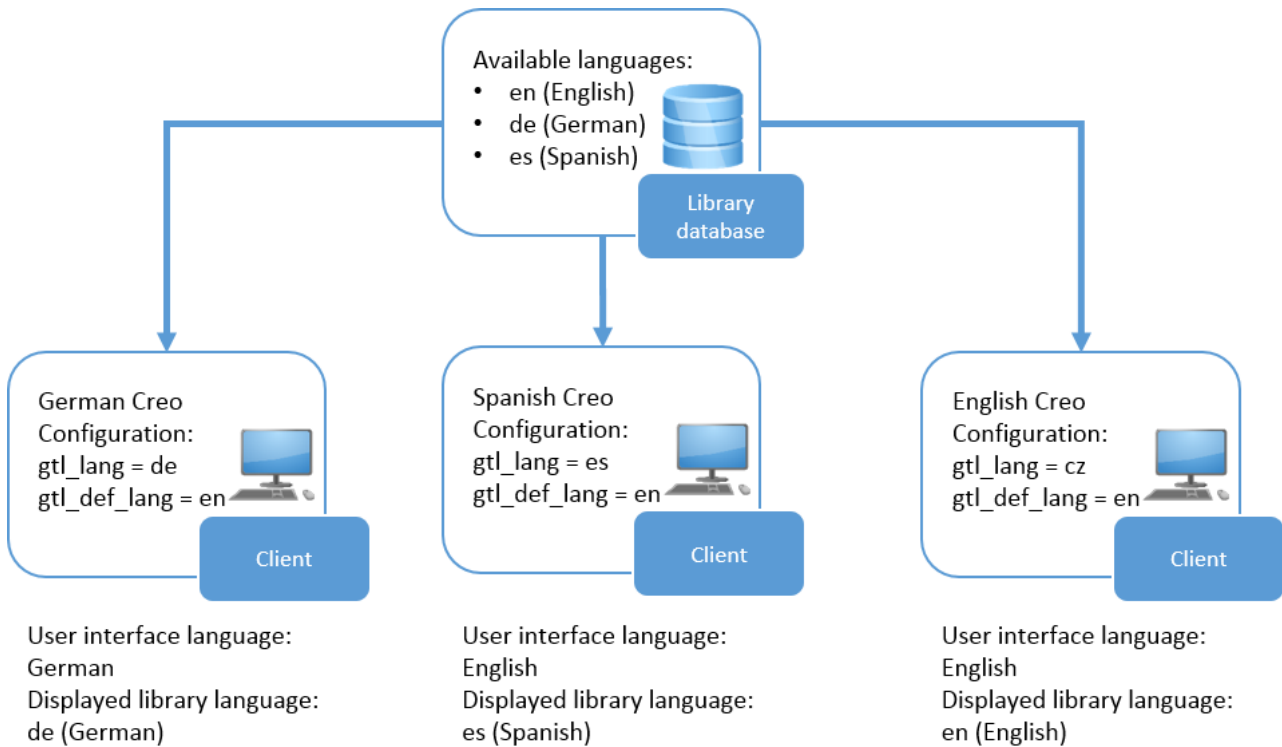 Available languages:
• en (English)
• de (German)
• es (Spanish)
Library
database
German Creo
Configuration:
gtl_lang = de
gtl_def_lang = en
Client
User interface language:
German
Displayed library language:
de (German)
Spanish Creo
Configuration:
gtl_lang = es
gtl_def_lang = en
Client
User interface language:
English
Displayed library language:
es (Spanish)
English Creo
Configuration:
gtl_lang = cz
gtl_def_lang = en
Client
User interface language:
English
Displayed library language:
en (English)